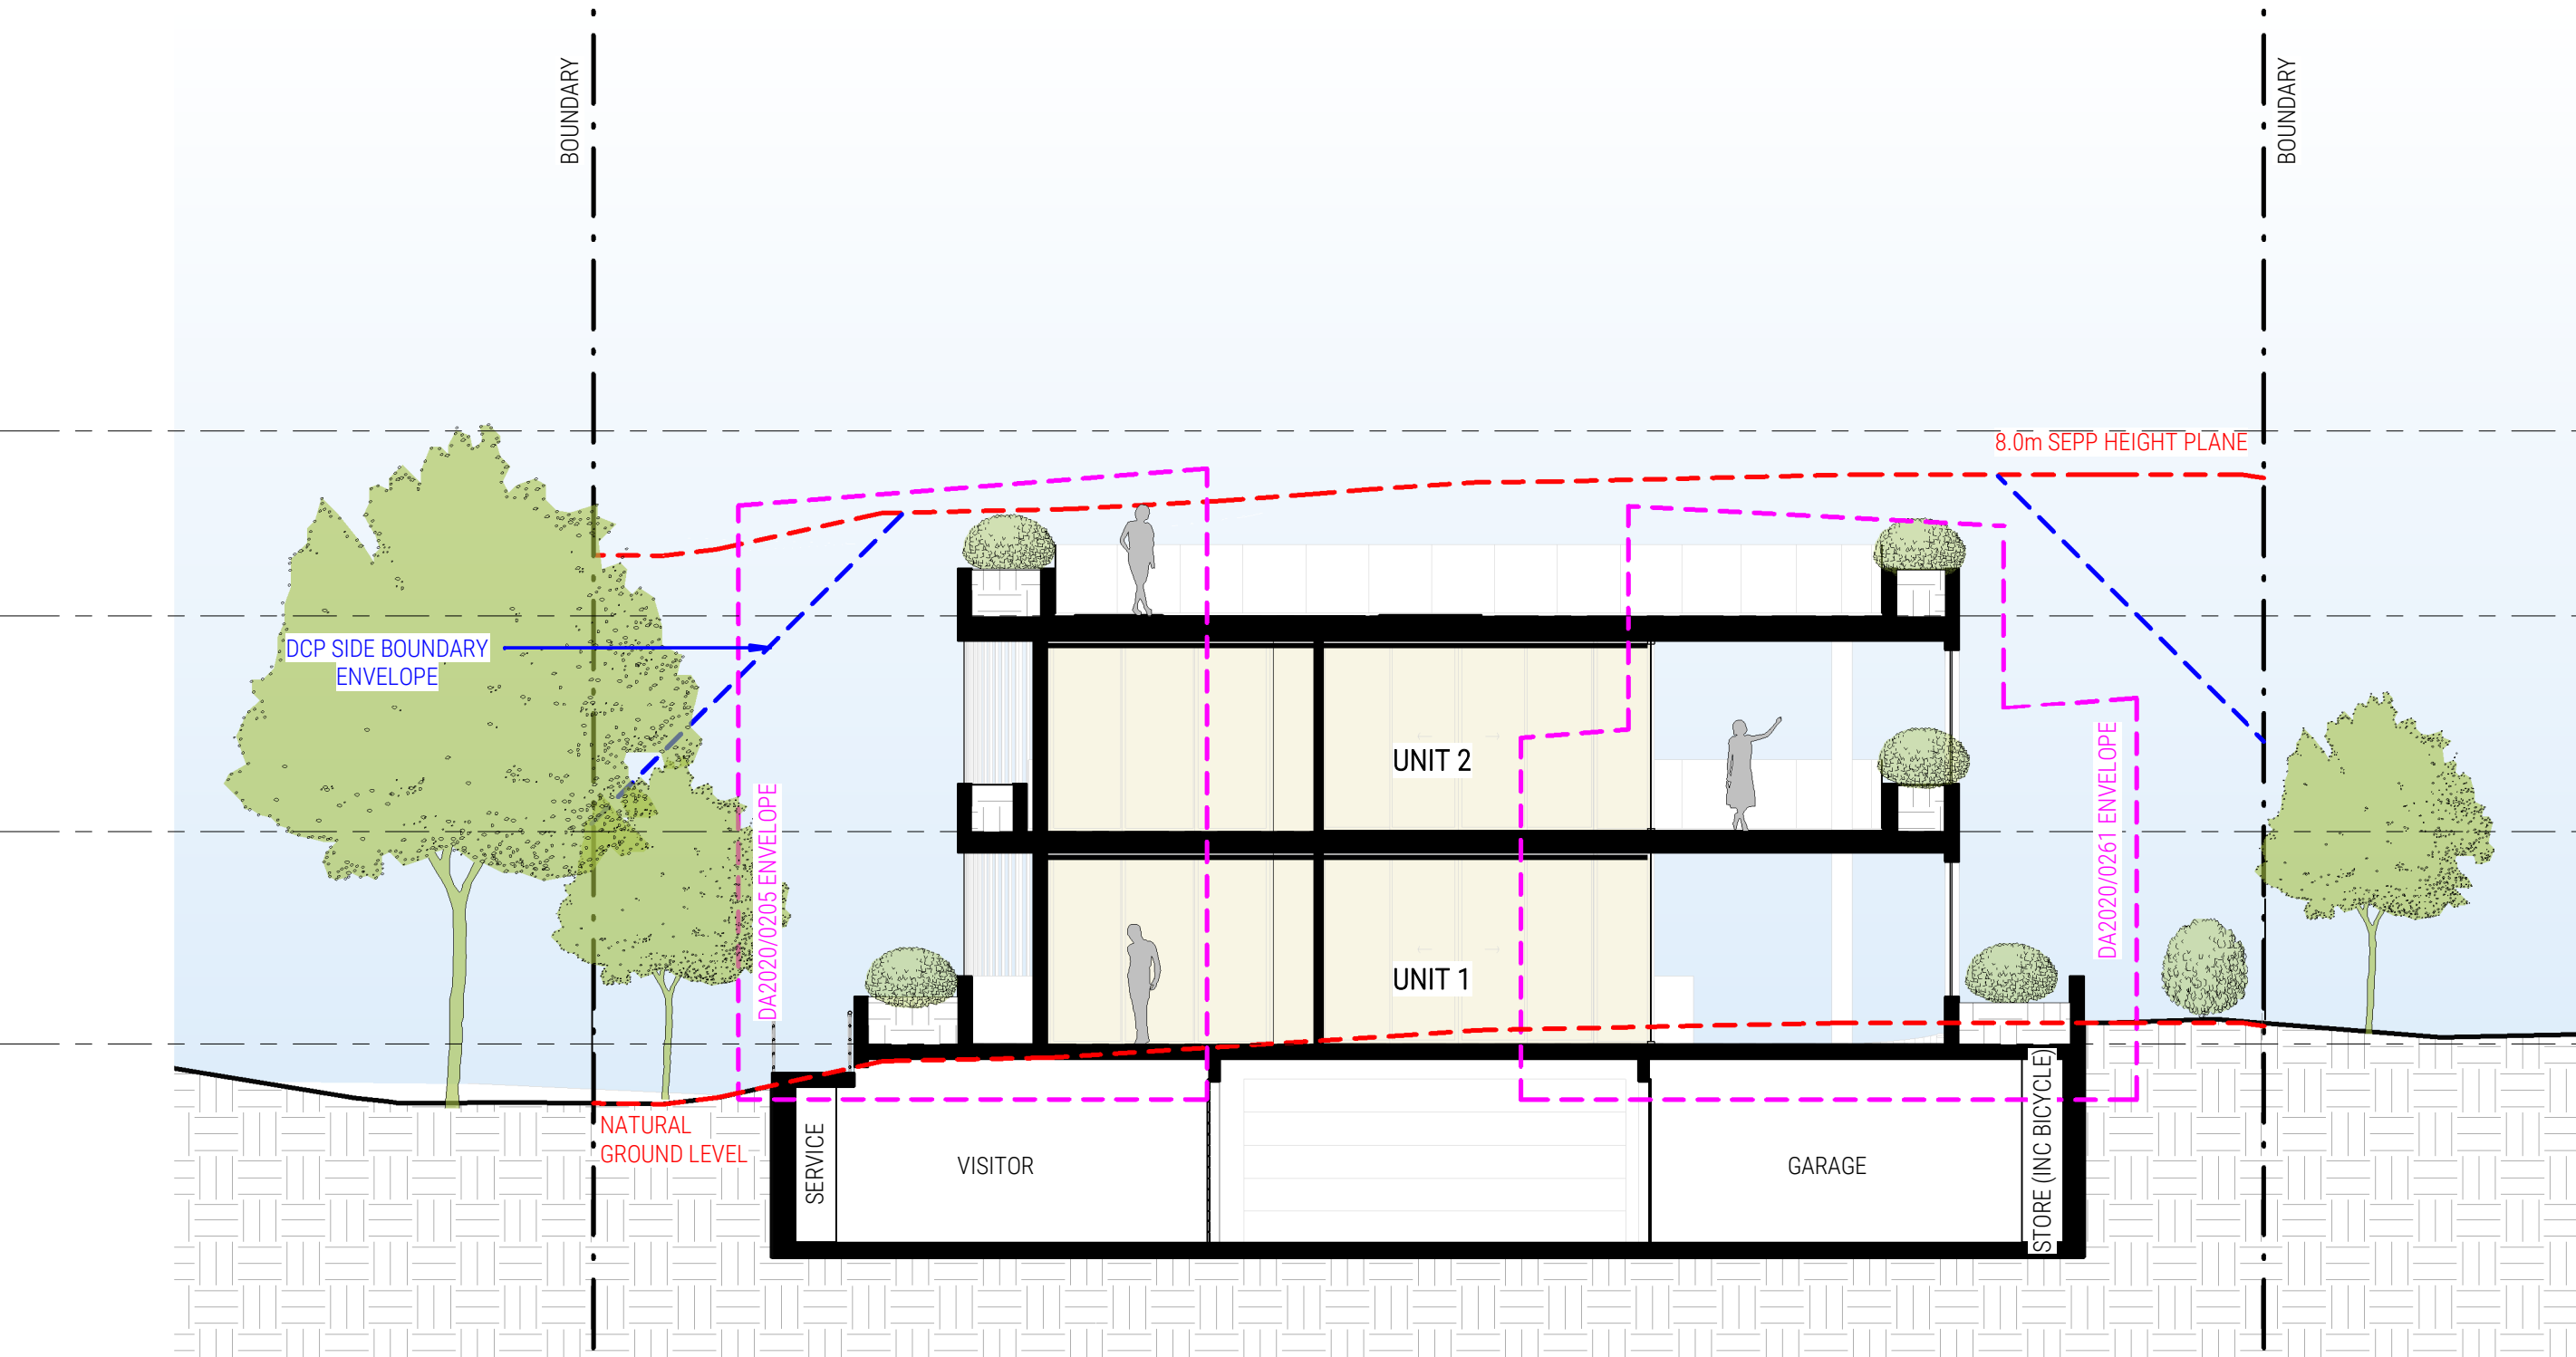 BOUNDARY
BOUNDARY
8.0m SEPP HEIGHT PLANE
DCP SIDE BOUNDARY
ENVELOPE
DA2020/0205 ENVELOPE
UNIT 2
DA2020/0261 ENVELOPE
UNIT 1
NATURAL
GROUND LEVEL
SERVICE
VISITOR
GARAGE
STORE (INC BICYCLE)